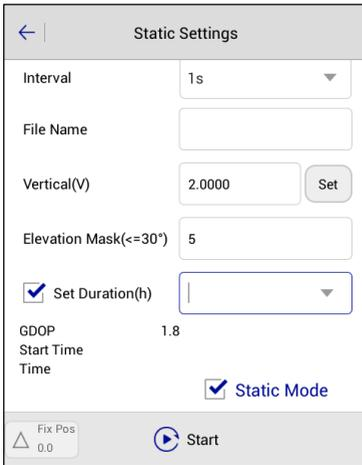 Static Settings
Interval 1s
File Name
Vertical(V) 2.0000 Set
Elevation Mask(<=30°) 5
Set Duration(h)
GDOP 1.8
Start Time
Time
Static Mode
Fix Pos
0.0
Start